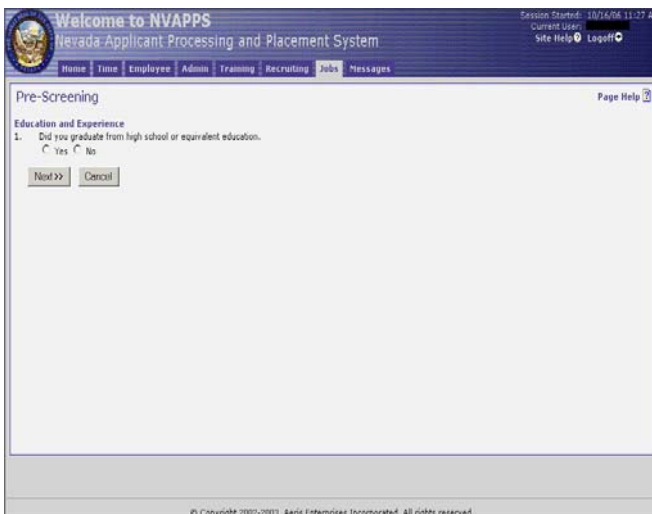 Welcome to NVAPPS
Nevada Applicant Processing and Placement System
Session Started: 10/16/06 11:27 A
Current User:
Site Help Logoff
Home Time Employee Admin Training Recruiting Jobs Messages
Pre-Screening
Page Help
Education and Experience
1. Did you graduate from high school or equivalent education.
Yes No
Next >> Cancel
© Copyright 2002-2003 Aeris Enterprises Incorporated. All rights reserved